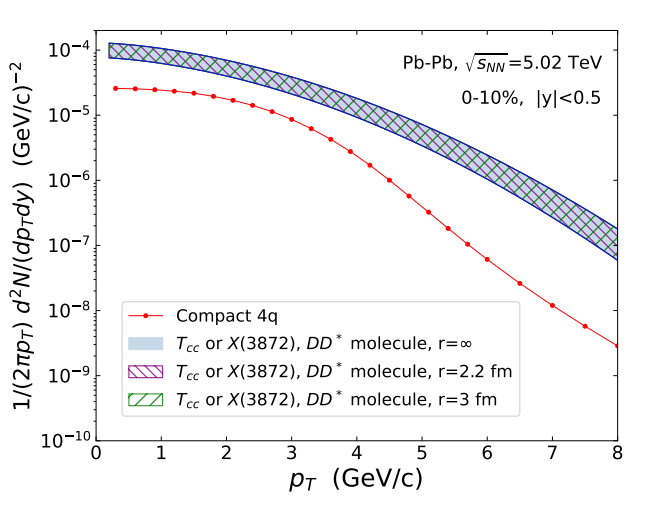 1/(2πp_T) d²N/(dp_Tdy) (GeV/c)⁻²
10⁻⁴
10⁻⁵
10⁻⁶
10⁻⁷
10⁻⁸
10⁻⁹
10⁻¹⁰
Pb-Pb, √s_NN=5.02 TeV
0-10%, |y|<0.5
Compact 4q
T_cc or X(3872), DD* molecule, r=∞
T_cc or X(3872), DD* molecule, r=2.2 fm
T_cc or X(3872), DD* molecule, r=3 fm
0 1 2 3 4 5 6 7 8
p_T (GeV/c)